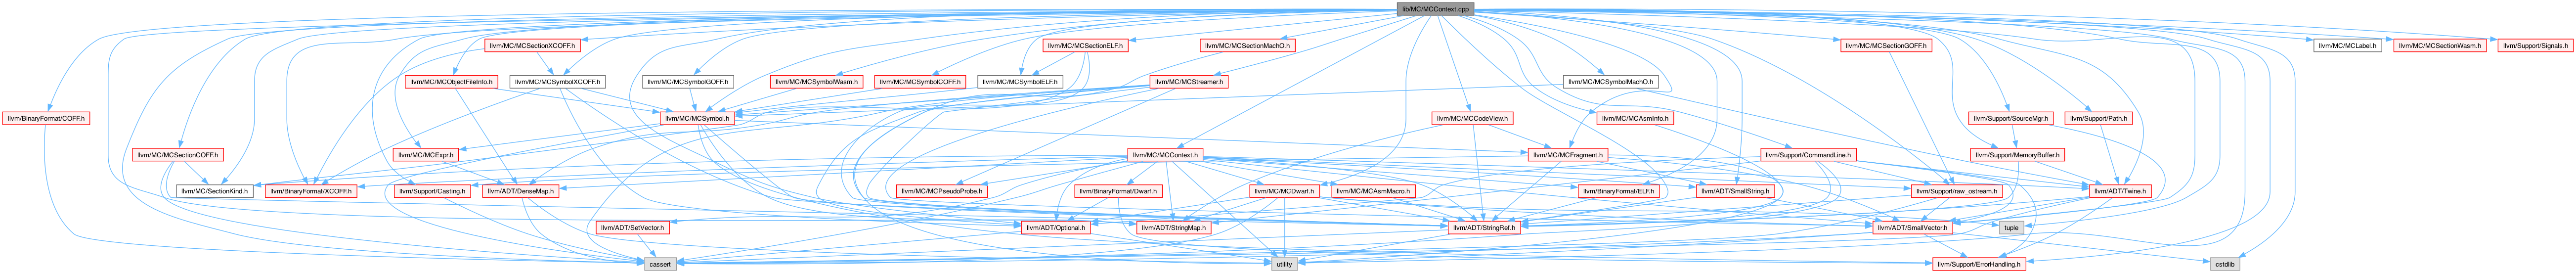 lib/MC/MCContext.cpp
llvm/MC/MCSectionXCOFF.h
llvm/MC/MCSectionELF.h
llvm/MC/MCSectionMachO.h
llvm/MC/MCSectionGOFF.h
llvm/MC/MCLabel.h
llvm/MC/MCSectionWasm.h
llvm/Support/Signals.h
llvm/MC/MCObjectFileInfo.h
llvm/MC/MCSymbolXCOFF.h
llvm/MC/MCSymbolGOFF.h
llvm/MC/MCSymbolWasm.h
llvm/MC/MCSymbolCOFF.h
llvm/MC/MCSymbolELF.h
llvm/MC/MCStreamer.h
llvm/MC/MCSymbolMachO.h
llvm/BinaryFormat/COFF.h
llvm/MC/MCSymbol.h
llvm/MC/MCCodeView.h
llvm/MC/MCAsmInfo.h
llvm/Support/SourceMgr.h
llvm/Support/Path.h
llvm/MC/MCSectionCOFF.h
llvm/MC/MCExpr.h
llvm/MC/MCContext.h
llvm/MC/MCFragment.h
llvm/Support/CommandLine.h
llvm/Support/MemoryBuffer.h
llvm/MC/SectionKind.h
llvm/BinaryFormat/XCOFF.h
llvm/Support/Casting.h
llvm/ADT/DenseMap.h
llvm/MC/MCPseudoProbe.h
llvm/BinaryFormat/Dwarf.h
llvm/MC/MCDwarf.h
llvm/MC/MCAsmMacro.h
llvm/BinaryFormat/ELF.h
llvm/ADT/SmallString.h
llvm/Support/raw_ostream.h
llvm/ADT/Twine.h
llvm/ADT/SetVector.h
llvm/ADT/Optional.h
llvm/ADT/StringMap.h
llvm/ADT/StringRef.h
llvm/ADT/SmallVector.h
tuple
cassert
utility
llvm/Support/ErrorHandling.h
cstdlib